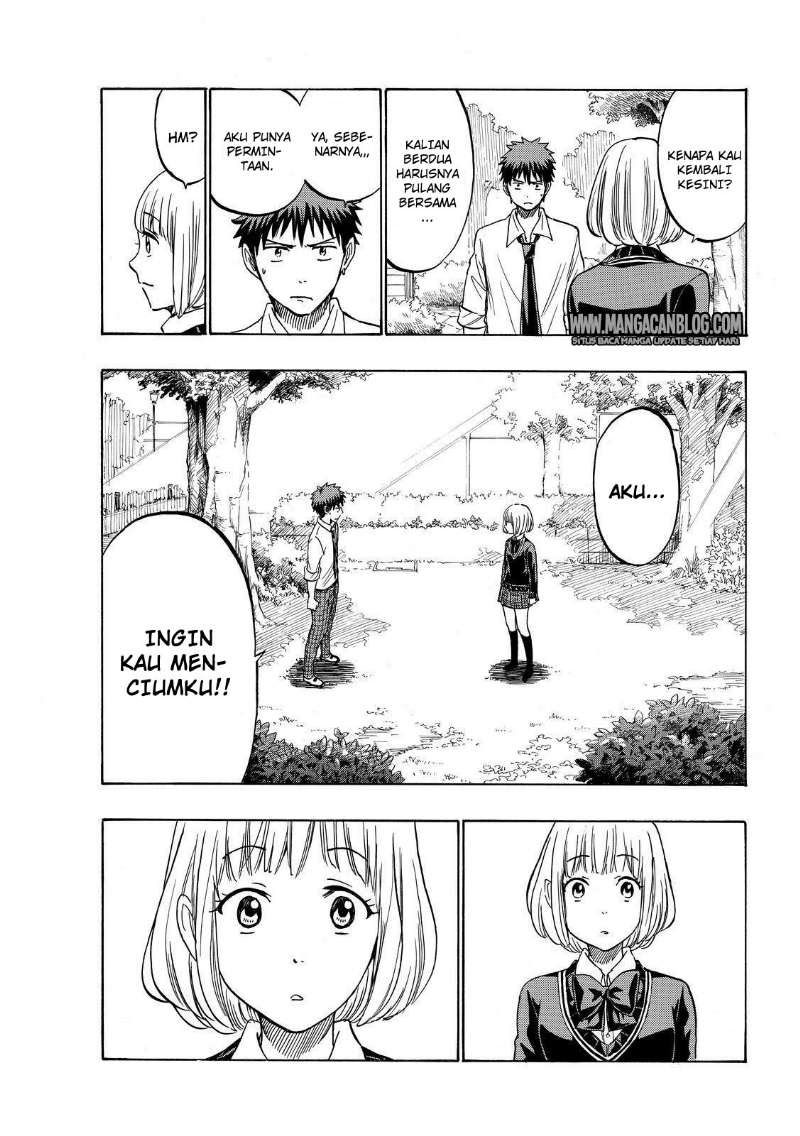 KENAPA KAU
KEMBALI
KESINI?
KALIAN
BERDUA
HARUSNYA
PULANG
BERSAMA
...
YA, SEBE-
NARNYA,,,
AKU PUNYA
PERMIN-
TAAN.
HM?
WWW.MANGACANBLOG.COM
SITUS BACA MANGA UPDATE SETIAP HARI
AKU...
INGIN
KAU MEN-
CIUMKU!!